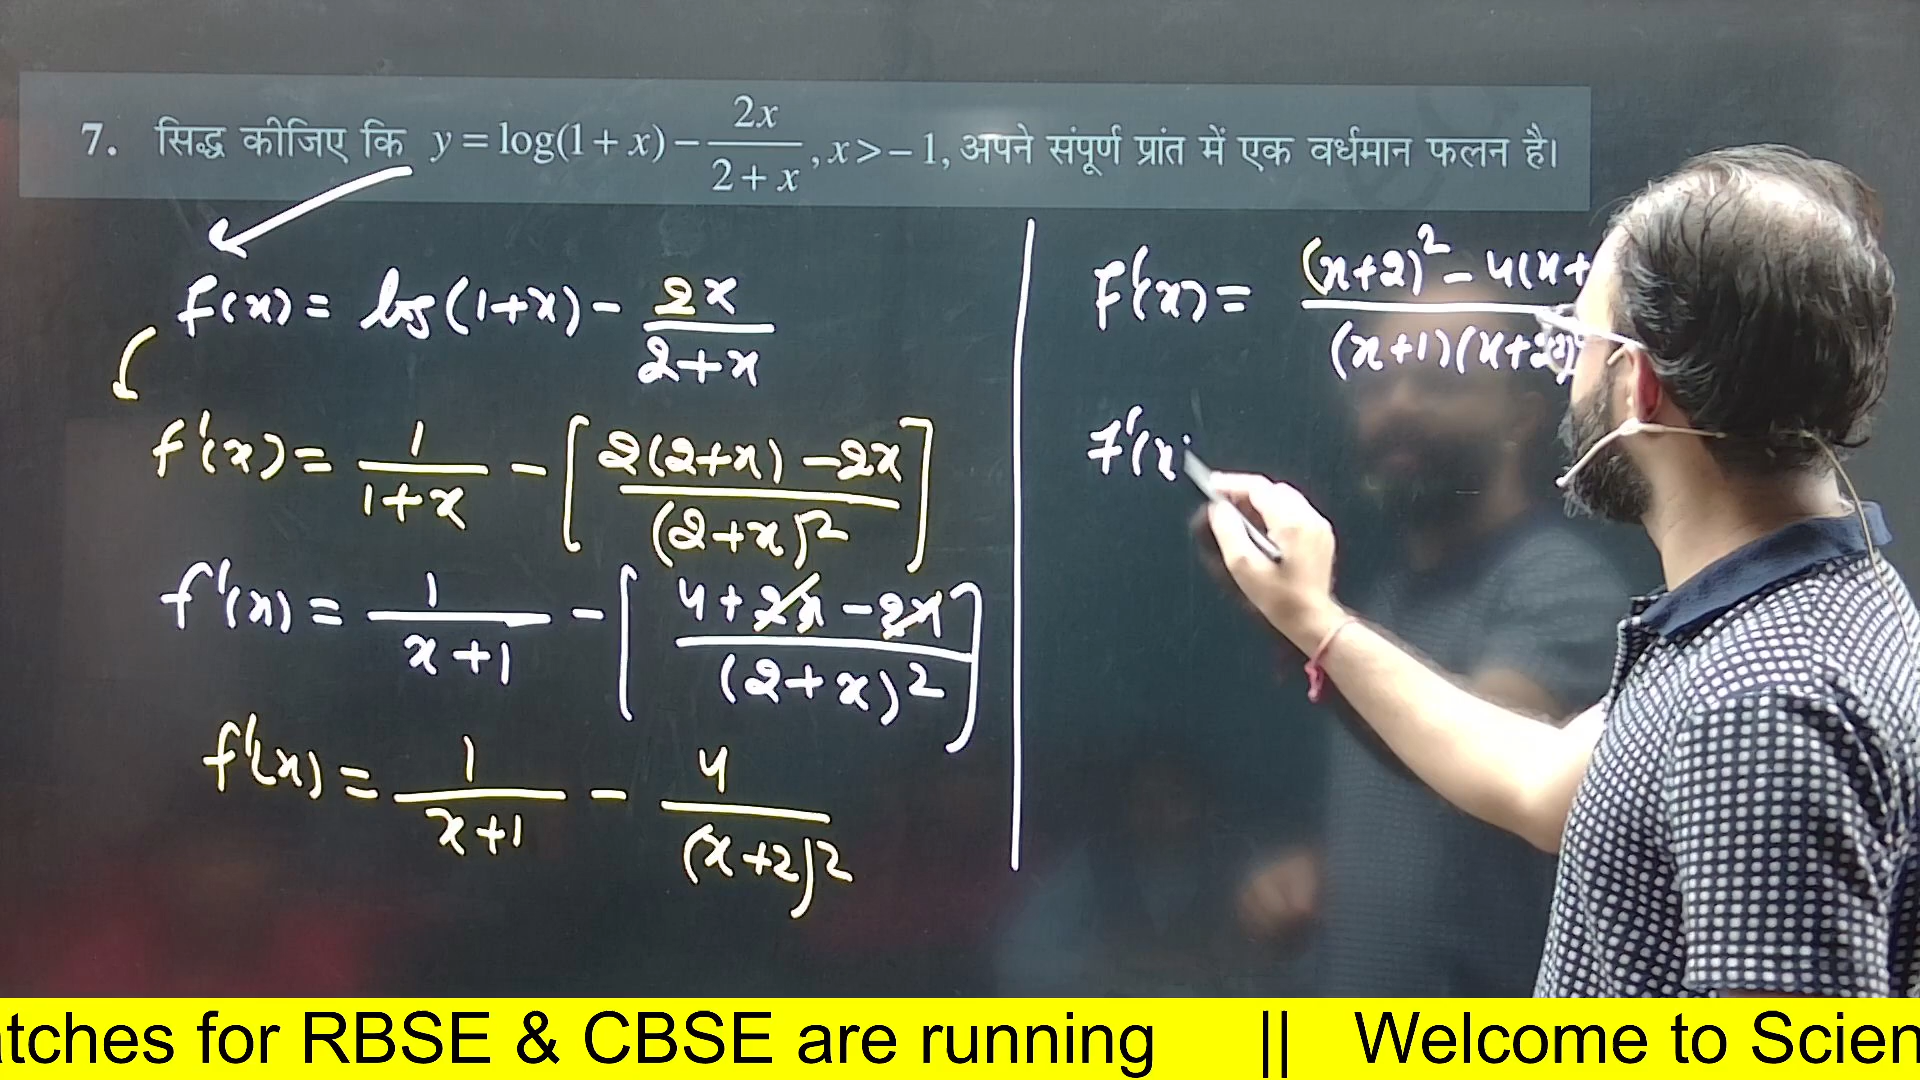 7. सिद्ध कीजिए कि y = log(1 + x) − 2x/(2 + x), x > − 1, अपने संपूर्ण प्रांत में एक वर्धमान फलन है।
f(x) = log(1+x) - 2x/(2+x)
f'(x) = 1/(1+x) - [ (2(2+x) - 2x)/(2+x)² ]
f'(x) = 1/(x+1) - [ (4+2x-2x)/(2+x)² ]
f'(x) = 1/(x+1) - 4/(x+2)²
F'(x) = (x+2)² - 4(x+ / (x+1)(x+2)²
F'(x
atches for RBSE & CBSE are running || Welcome to Scien